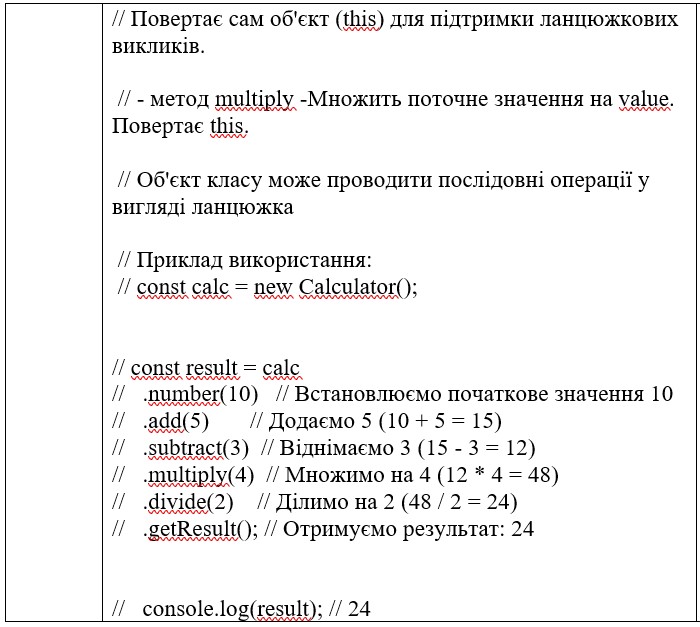 // Повертає сам об'єкт (this) для підтримки ланцюжкових
викликів.
// - метод multiply -Множить поточне значення на value.
Повертає this.
// Об'єкт класу може проводити послідовні операції у
вигляді ланцюжка
// Приклад використання:
// const calc = new Calculator();
// const result = calc
//   .number(10)   // Встановлюємо початкове значення 10
//   .add(5)       // Додаємо 5 (10 + 5 = 15)
//   .subtract(3)  // Віднімаємо 3 (15 - 3 = 12)
//   .multiply(4)  // Множимо на 4 (12 * 4 = 48)
//   .divide(2)    // Ділимо на 2 (48 / 2 = 24)
//   .getResult(); // Отримуємо результат: 24
//   console.log(result); // 24